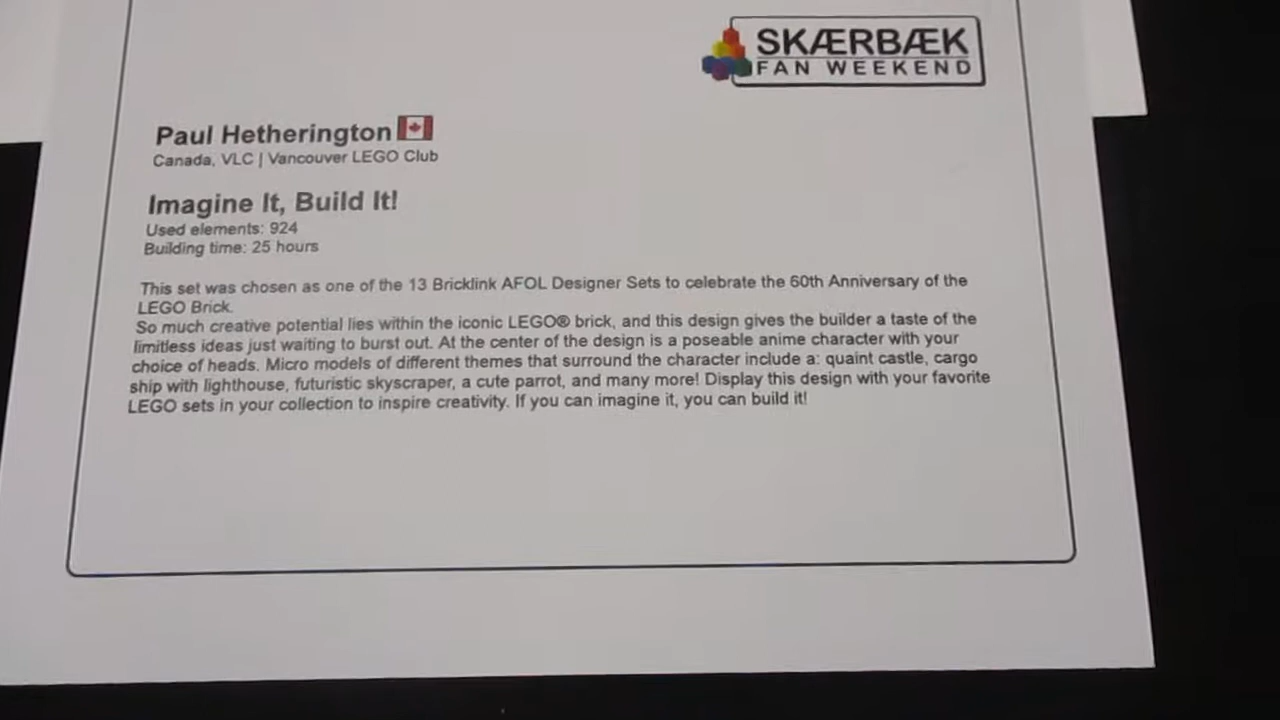 SKÆRBÆK
FAN WEEKEND
Paul Hetherington
Canada, VLC | Vancouver LEGO Club
Imagine It, Build It!
Used elements: 924
Building time: 25 hours
This set was chosen as one of the 13 Bricklink AFOL Designer Sets to celebrate the 60th Anniversary of the
LEGO Brick.
So much creative potential lies within the iconic LEGO® brick, and this design gives the builder a taste of the
limitless ideas just waiting to burst out. At the center of the design is a poseable anime character with your
choice of heads. Micro models of different themes that surround the character include a: quaint castle, cargo
ship with lighthouse, futuristic skyscraper, a cute parrot, and many more! Display this design with your favorite
LEGO sets in your collection to inspire creativity. If you can imagine it, you can build it!